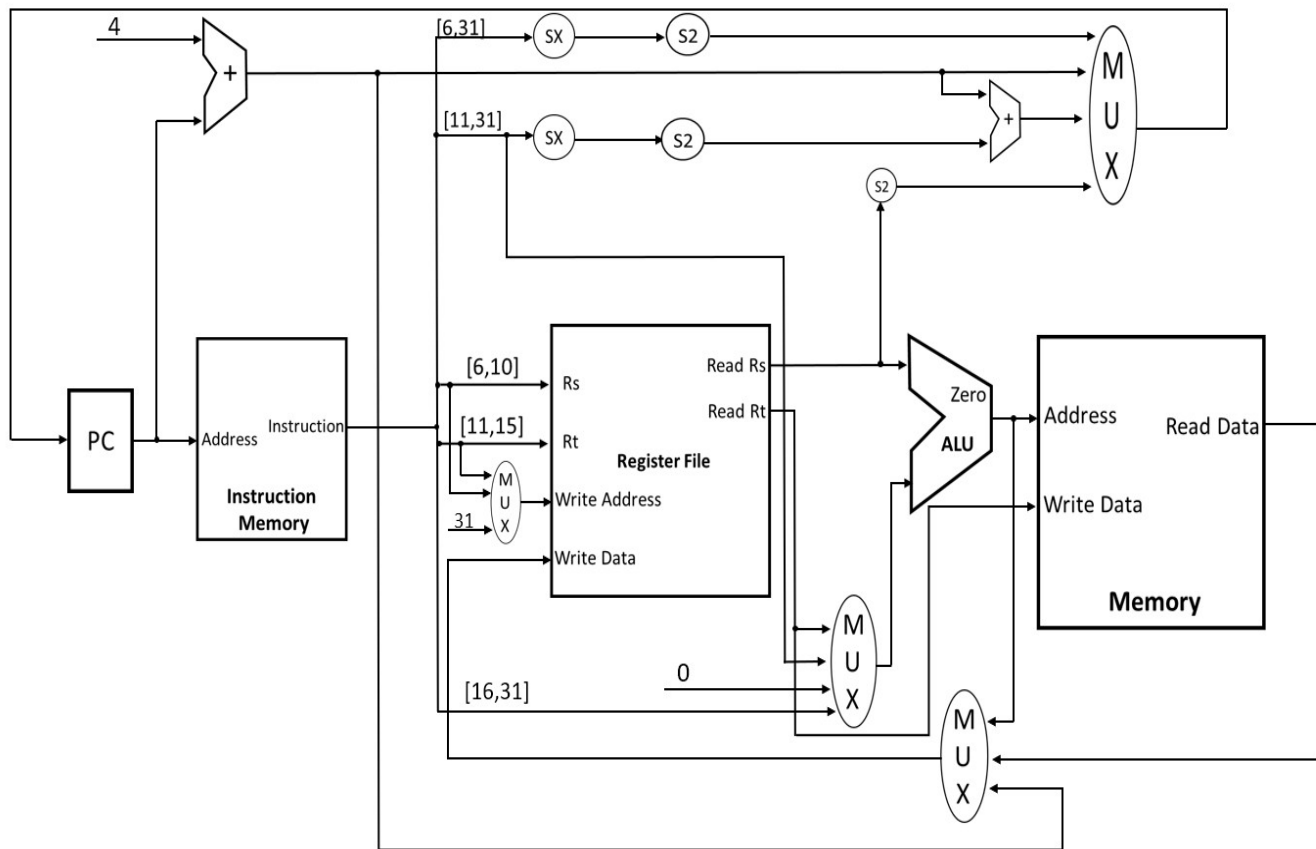 4
+
[6,31]
SX
S2
M
U
X
[11,31]
SX
S2
+
S2
PC
Address
Instruction
Instruction
Memory
[6,10]
Rs
[11,15]
Rt
M
U
X
31
Write Address
Write Data
Register File
Read Rs
Read Rt
Zero
ALU
Address
Read Data
Write Data
Memory
[16,31]
0
M
U
X
M
U
X